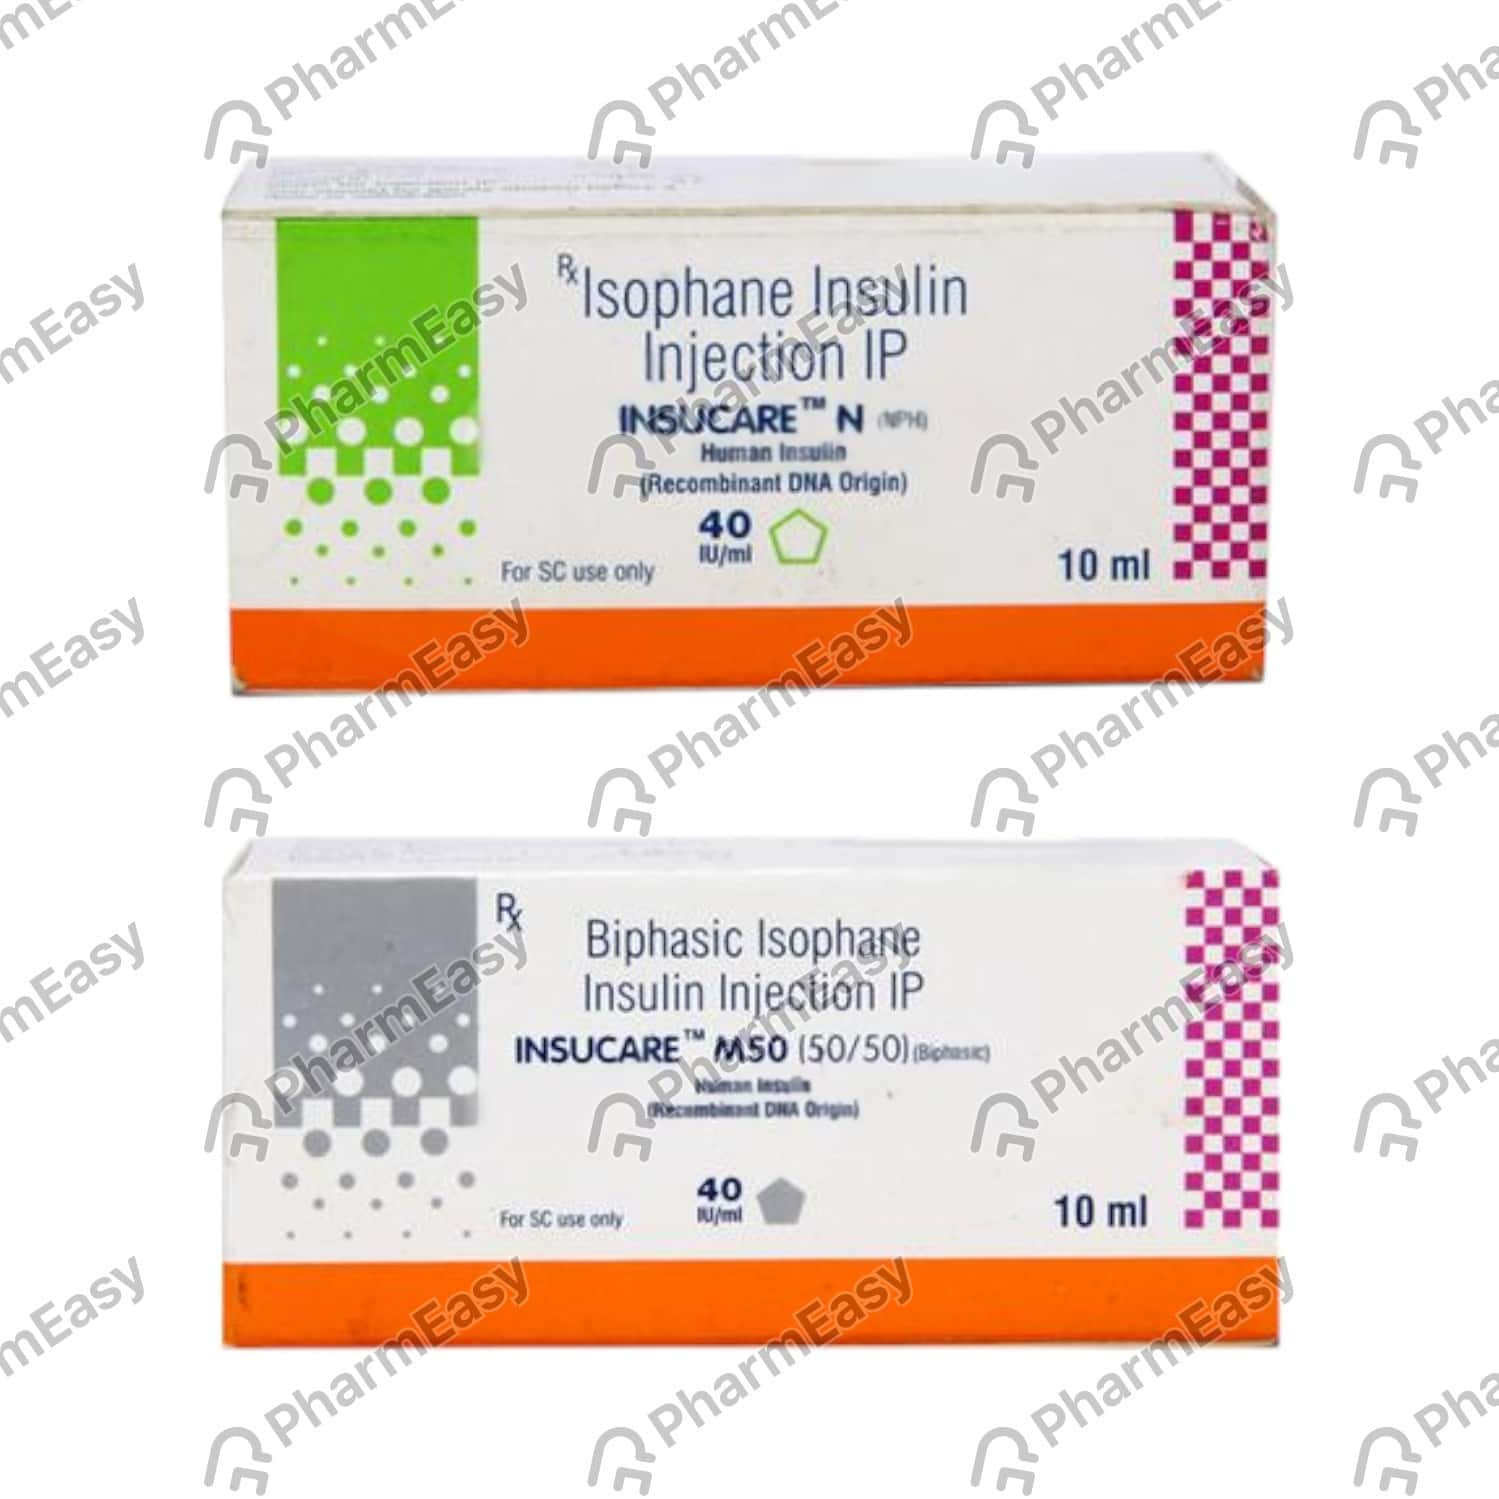 Rx Isophane Insulin
Injection IP
INSUCARE™ N (NPH)
Human Insulin
(Recombinant DNA Origin)
40
IU/ml
For SC use only
10 ml
Rx
Biphasic Isophane
Insulin Injection IP
INSUCARE™ M50 (50/50) (Biphasic)
Human Insulin
(Recombinant DNA Origin)
40
IU/ml
For SC use only
10 ml
PharmEasy